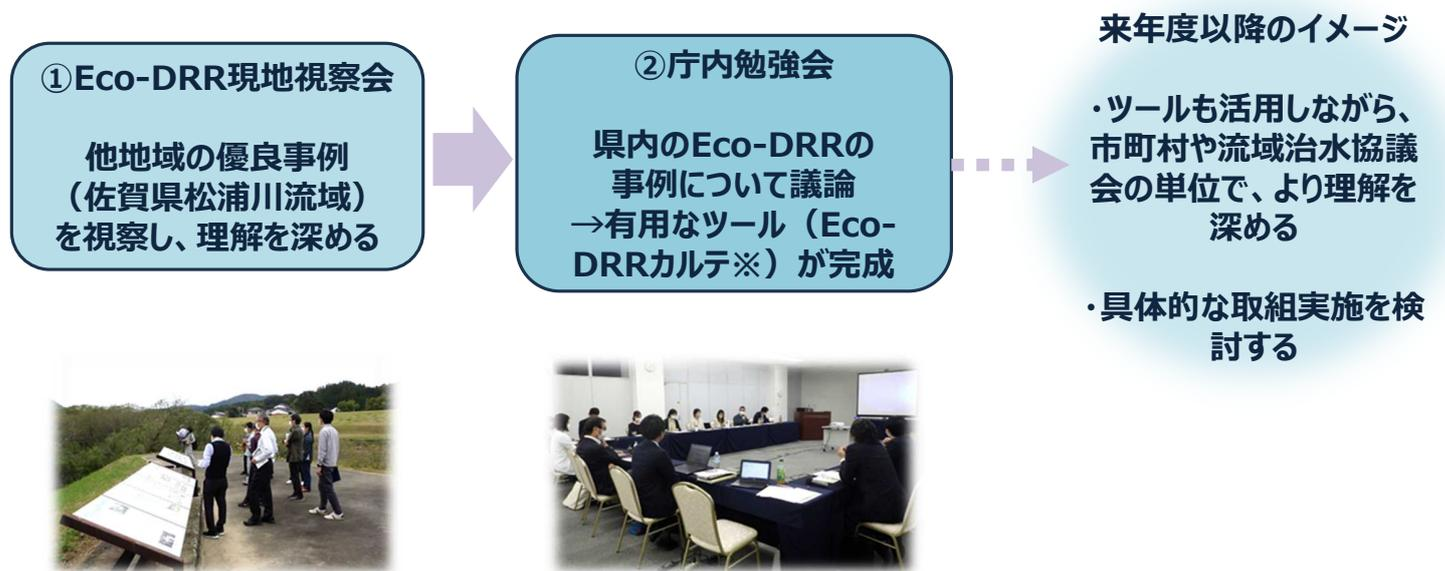 ①Eco-DRR現地視察会
他地域の優良事例
（佐賀県松浦川流域）
を視察し、理解を深める
②庁内勉強会
県内のEco-DRRの
事例について議論
→有用なツール（Eco-
DRRカルテ※）が完成
来年度以降のイメージ
・ツールも活用しながら、
市町村や流域治水協議
会の単位で、より理解を
深める
・具体的な取組実施を検
討する